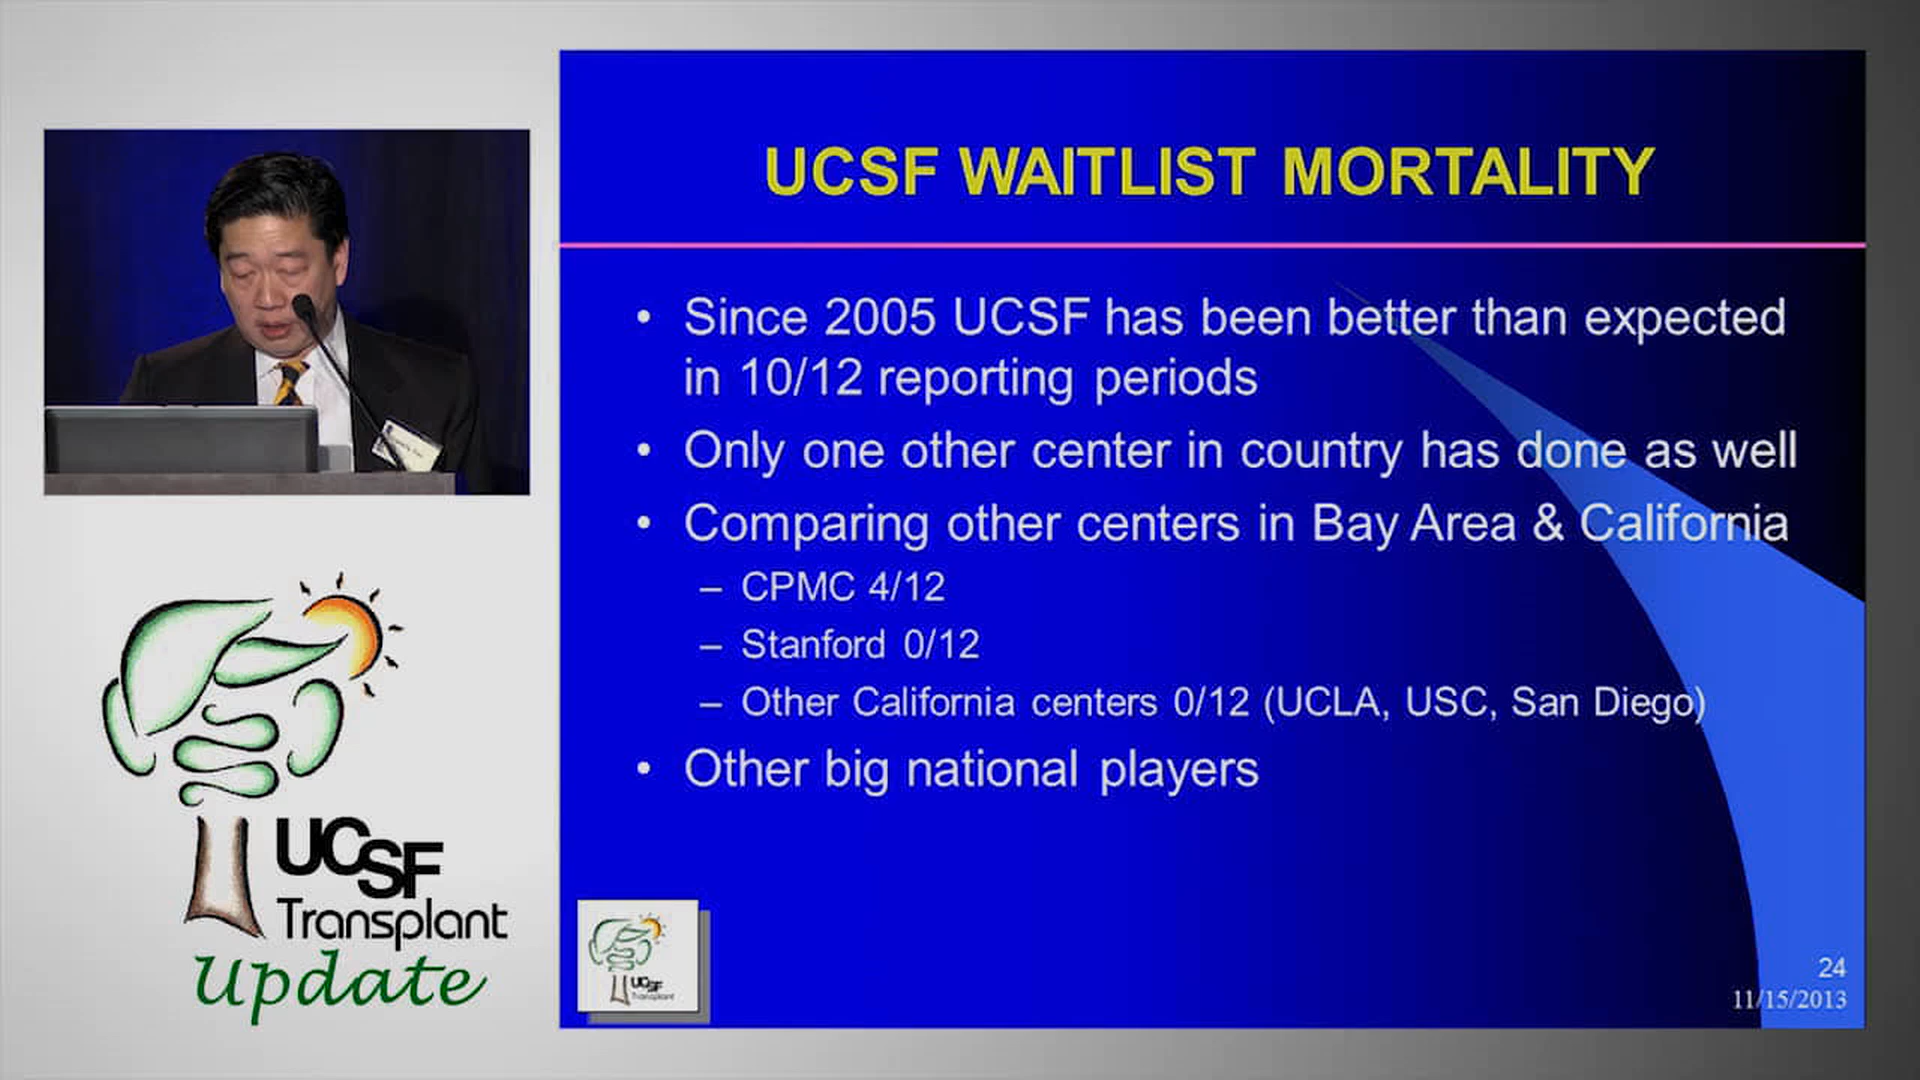 UCSF WAITLIST MORTALITY
• Since 2005 UCSF has been better than expected
in 10/12 reporting periods
• Only one other center in country has done as well
• Comparing other centers in Bay Area & California
– CPMC 4/12
– Stanford 0/12
– Other California centers 0/12 (UCLA, USC, San Diego)
• Other big national players
UCSF
Transplant
Update
UCSF
Transplant
24
11/15/2013